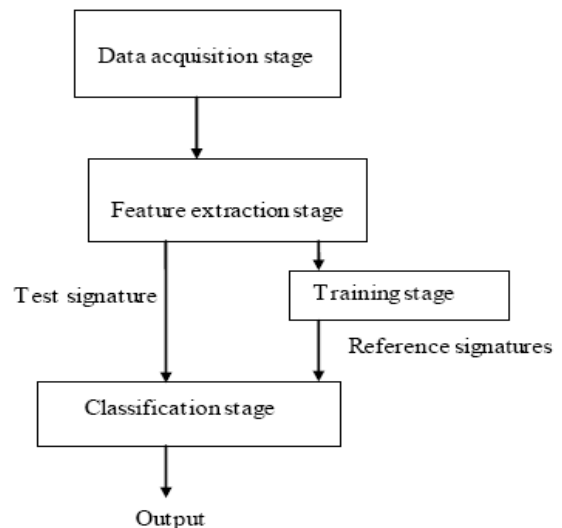 Data acquisition stage
Feature extraction stage
Test signature
Training stage
Reference signatures
Classification stage
Output